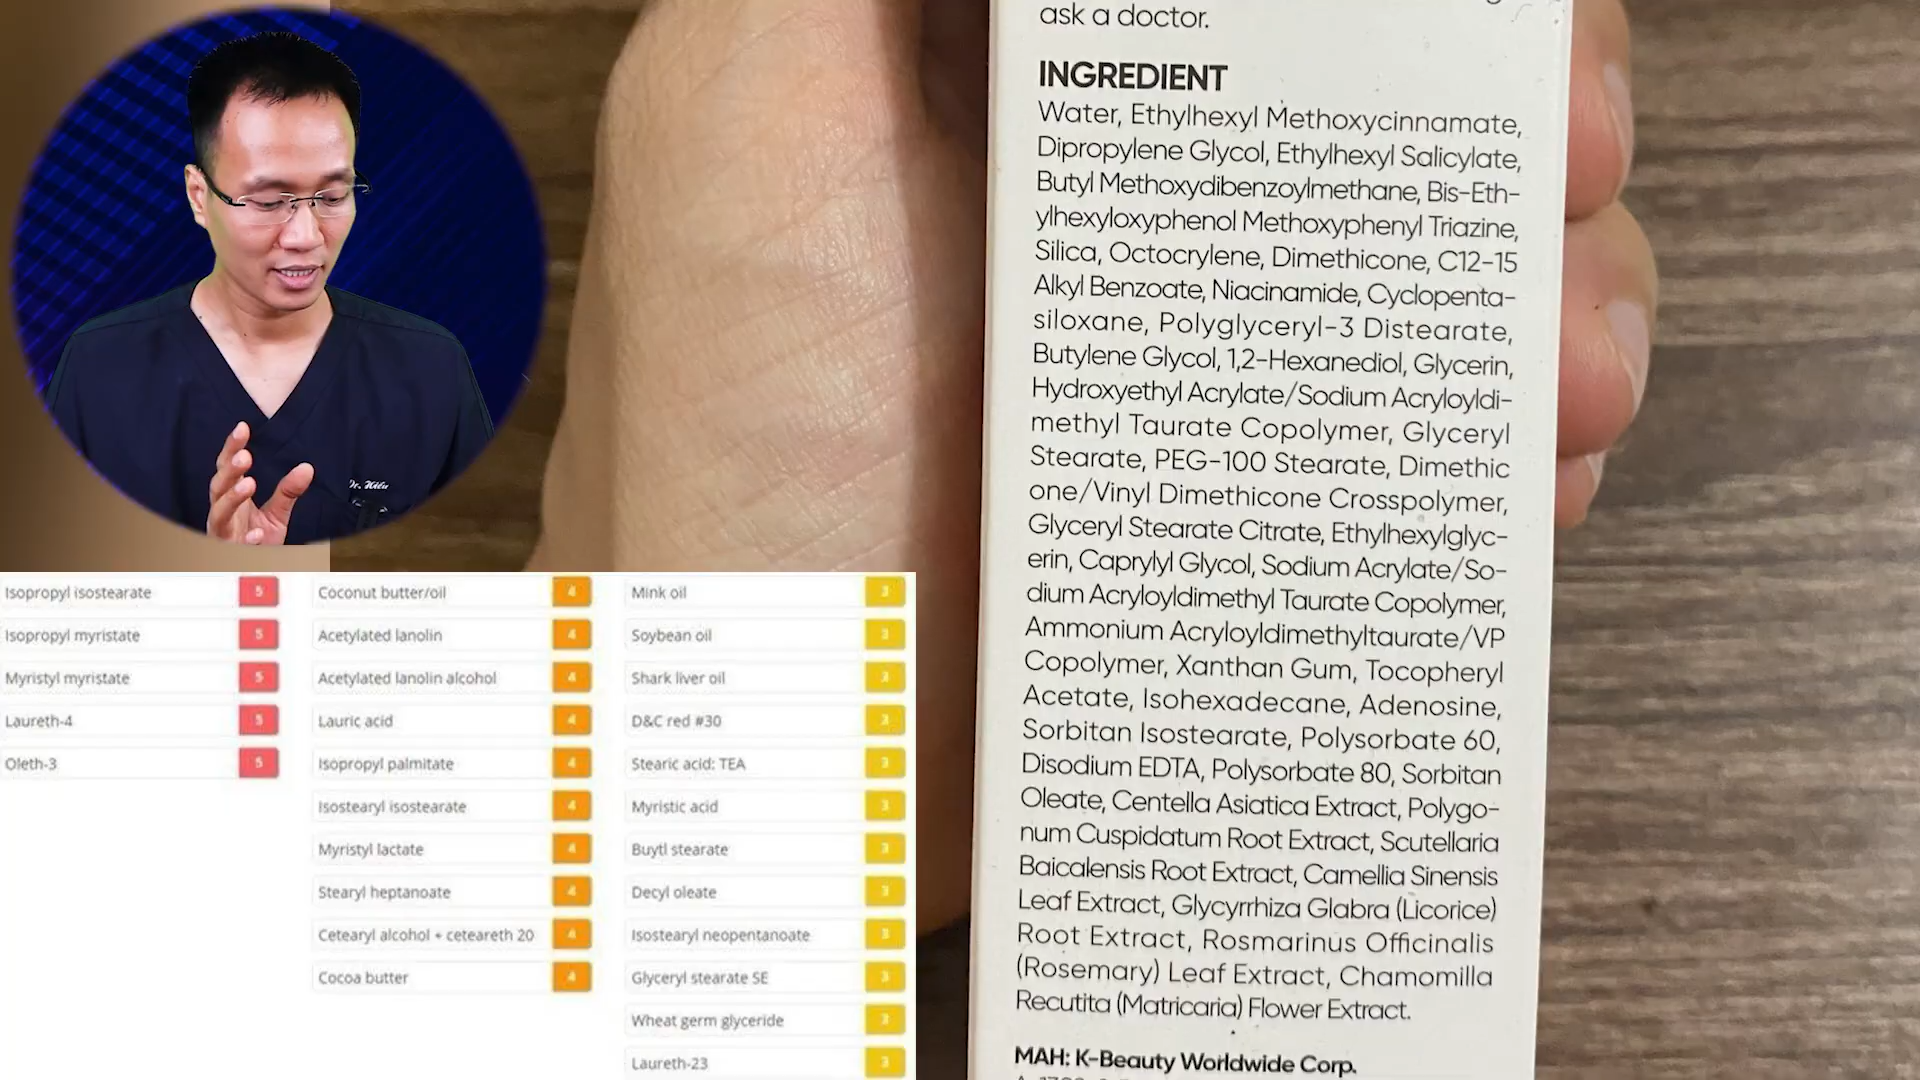 Dr. Hiếu
Isopropyl isostearate 5
Isopropyl myristate 5
Myristyl myristate 5
Laureth-4 5
Oleth-3 5
Coconut butter/oil 4
Acetylated lanolin 4
Acetylated lanolin alcohol 4
Lauric acid 4
Isopropyl palmitate 4
Isostearyl isostearate 4
Myristyl lactate 4
Stearyl heptanoate 4
Cetearyl alcohol + ceteareth 20 4
Cocoa butter 4
Mink oil 3
Soybean oil 3
Shark liver oil 3
D&C red #30 3
Stearic acid: TEA 3
Myristic acid 3
Buytl stearate 3
Decyl oleate 3
Isostearyl neopentanoate 3
Glyceryl stearate SE 3
Wheat germ glyceride 3
Laureth-23 3
ask a doctor.
INGREDIENT
Water, Ethylhexyl Methoxycinnamate,
Dipropylene Glycol, Ethylhexyl Salicylate,
Butyl Methoxydibenzoylmethane, Bis-Eth-
ylhexyloxyphenol Methoxyphenyl Triazine,
Silica, Octocrylene, Dimethicone, C12-15
Alkyl Benzoate, Niacinamide, Cyclopenta-
siloxane, Polyglyceryl-3 Distearate,
Butylene Glycol, 1,2-Hexanediol, Glycerin,
Hydroxyethyl Acrylate/Sodium Acryloyldi-
methyl Taurate Copolymer, Glyceryl
Stearate, PEG-100 Stearate, Dimethic
one/Vinyl Dimethicone Crosspolymer,
Glyceryl Stearate Citrate, Ethylhexylglyc-
erin, Caprylyl Glycol, Sodium Acrylate/So-
dium Acryloyldimethyl Taurate Copolymer,
Ammonium Acryloyldimethyltaurate/VP
Copolymer, Xanthan Gum, Tocopheryl
Acetate, Isohexadecane, Adenosine,
Sorbitan Isostearate, Polysorbate 60,
Disodium EDTA, Polysorbate 80, Sorbitan
Oleate, Centella Asiatica Extract, Polygo-
num Cuspidatum Root Extract, Scutellaria
Baicalensis Root Extract, Camellia Sinensis
Leaf Extract, Glycyrrhiza Glabra (Licorice)
Root Extract, Rosmarinus Officinalis
(Rosemary) Leaf Extract, Chamomilla
Recutita (Matricaria) Flower Extract.
MAH: K-Beauty Worldwide Corp.